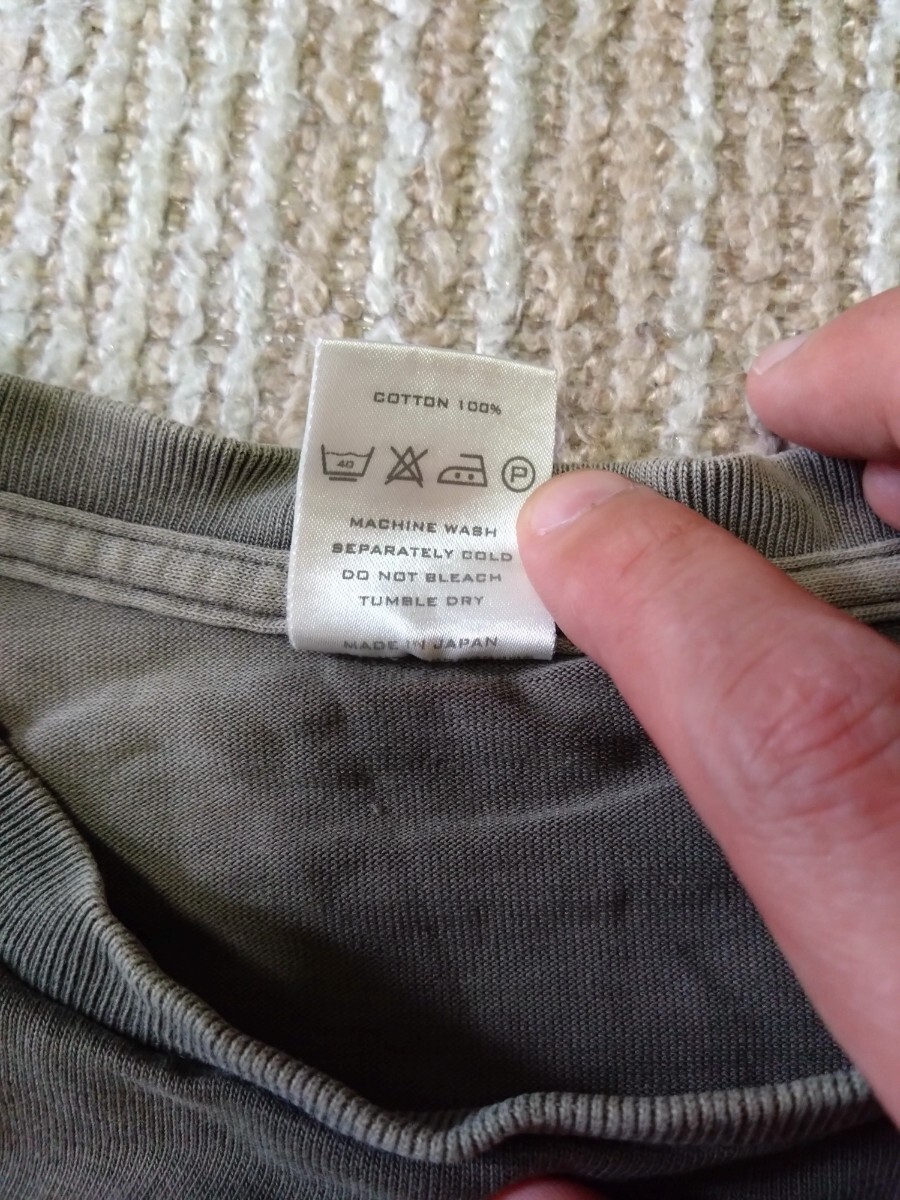 COTTON 100%
40 P
MACHINE WASH
SEPARATELY COLD
DO NOT BLEACH
TUMBLE DRY
MADE IN JAPAN